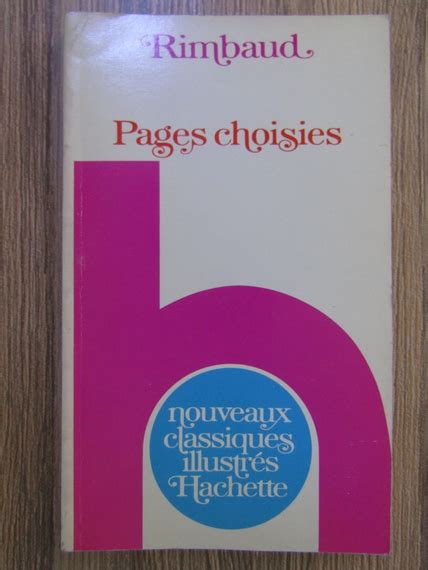 Rimbaud
Pages choisies
nouveaux
classiques
illustrés
Hachette